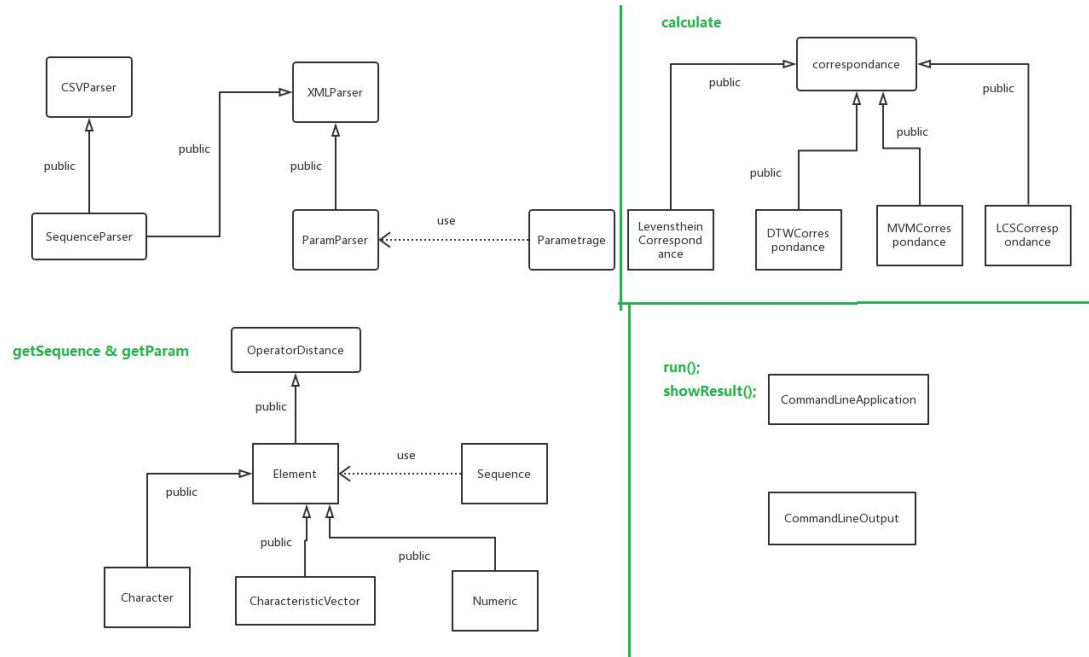 calculate
CSVParser
XMLParser
correspondance
public
public
public
public
public
public
public
SequenceParser
ParamParser
use
Parametrage
Levensthein
Correspond
ance
DTWCorres
pondance
MVMCorres
pondance
LCSCorresp
ondance
getSequence & getParam
OperatorDistance
run();
showResult();
CommandLineApplication
public
Element
use
Sequence
public
public
public
CommandLineOutput
Character
CharacteristicVector
Numeric